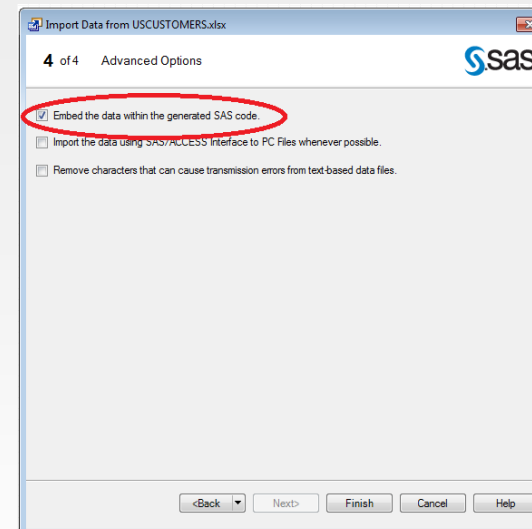 Import Data from USCUSTOMERS.xlsx
4 of 4 Advanced Options
sas
Embed the data within the generated SAS code.
Import the data using SAS/ACCESS Interface to PC Files whenever possible.
Remove characters that can cause transmission errors from text-based data files.
<Back Next> Finish Cancel Help